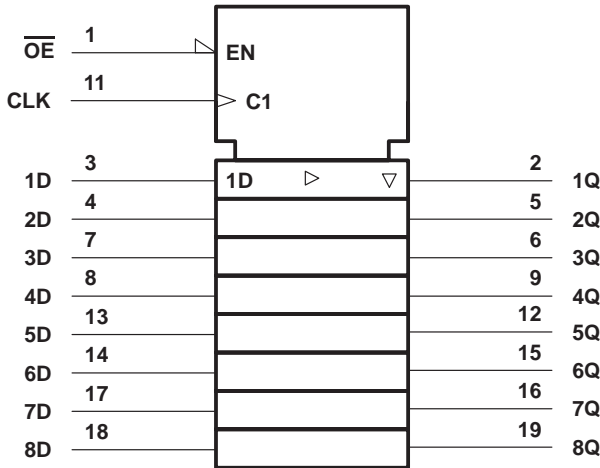 OE 1 EN
CLK 11 C1
1D 3 1D 2 1Q
2D 4 5 2Q
3D 7 6 3Q
4D 8 9 4Q
5D 13 12 5Q
6D 14 15 6Q
7D 17 16 7Q
8D 18 19 8Q